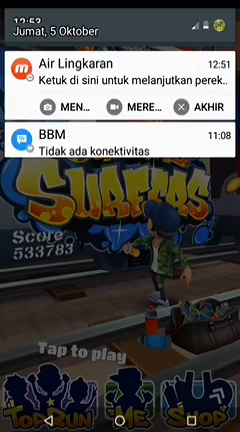 12:53
Jumat, 5 Oktober
Air Lingkaran
12:51
Ketuk di sini untuk melanjutkan perek..
MEN...
MERE...
AKHIR
BBM
11:08
Tidak ada konektivitas
SURFERS
Score
533783
Tap to play
TOP RUN
ME
SHOP